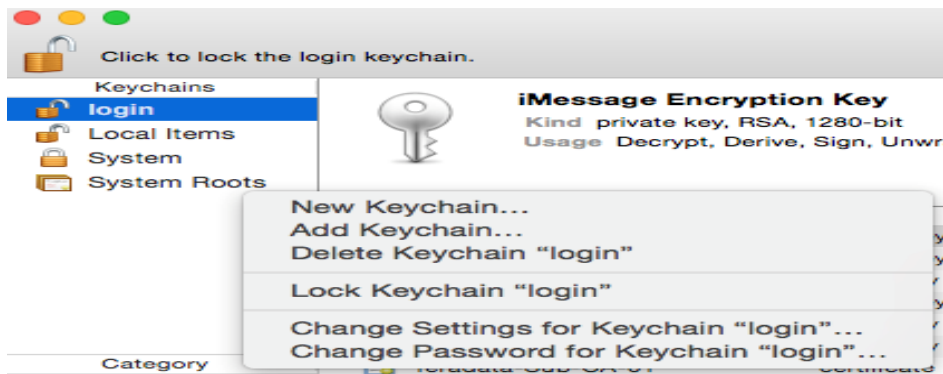 Click to lock the login keychain.
Keychains
login
Local Items
System
System Roots
iMessage Encryption Key
Kind private key, RSA, 1280-bit
Usage Decrypt, Derive, Sign, Unwr
New Keychain...
Add Keychain...
Delete Keychain “login”
Lock Keychain “login”
Change Settings for Keychain “login”...
Change Password for Keychain “login”...
Category
certificate